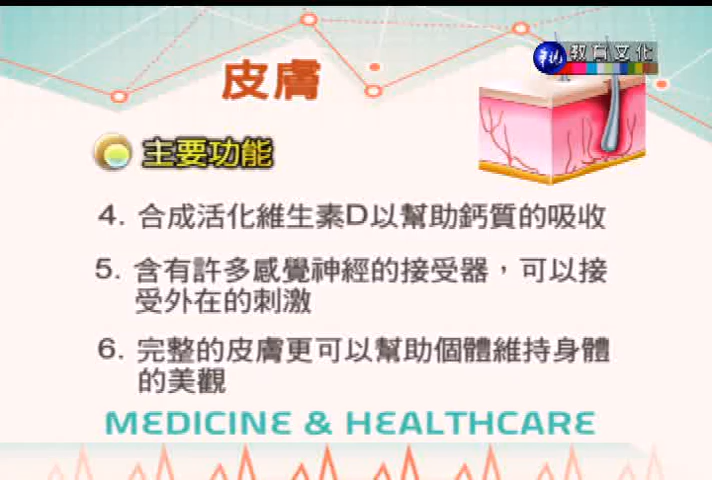 華視 教育文化
皮膚
主要功能
4. 合成活化維生素D以幫助鈣質的吸收
5. 含有許多感覺神經的接受器，可以接
受外在的刺激
6. 完整的皮膚更可以幫助個體維持身體
的美觀
MEDICINE & HEALTHCARE